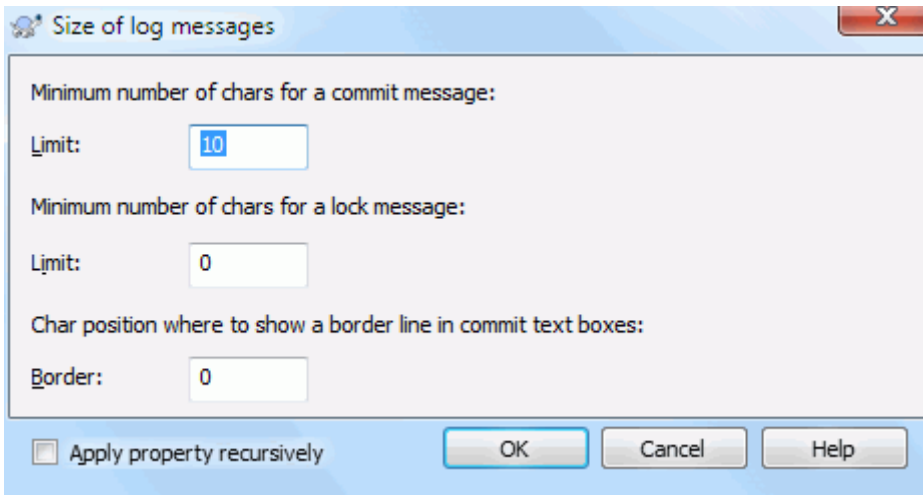 Size of log messages
Minimum number of chars for a commit message:
Limit: 10
Minimum number of chars for a lock message:
Limit: 0
Char position where to show a border line in commit text boxes:
Border: 0
Apply property recursively OK Cancel Help